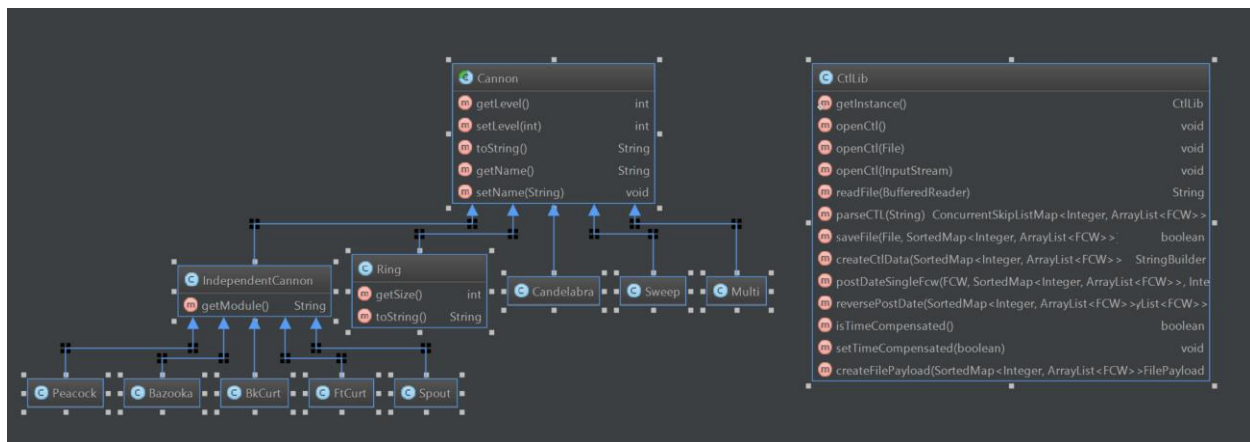 Cannon
getLevel() int
setLevel(int) int
toString() String
getName() String
setName(String) void
IndependentCannon
getModule() String
Ring
getSize() int
toString() String
Candelabra
Sweep
Multi
Peacock
Bazooka
BkCurt
FtCurt
Spout
CtlLib
getInstance() CtlLib
openCtl() void
openCtl(File) void
openCtl(InputStream) void
readFile(BufferedReader) String
parseCTL(String) ConcurrentSkipListMap<Integer, ArrayList<FCW>>
saveFile(File, SortedMap<Integer, ArrayList<FCW>> boolean
createCtlData(SortedMap<Integer, ArrayList<FCW>> StringBuilder
postDateSingleFcw(FCW, SortedMap<Integer, ArrayList<FCW>>, Inte
reversePostDate(SortedMap<Integer, ArrayList<FCW>>yList<FCW>>
isTimeCompensated() boolean
setTimeCompensated(boolean) void
createFilePayload(SortedMap<Integer, ArrayList<FCW>>FilePayload